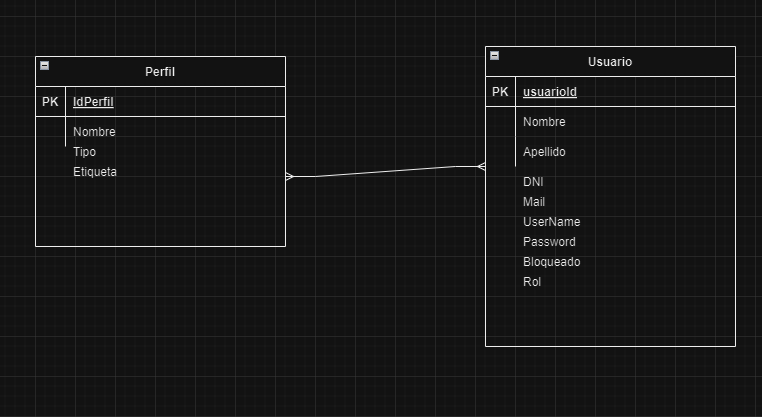 Perfil
PK IdPerfil
Nombre
Tipo
Etiqueta
Usuario
PK usuarioId
Nombre
Apellido
DNI
Mail
UserName
Password
Bloqueado
Rol